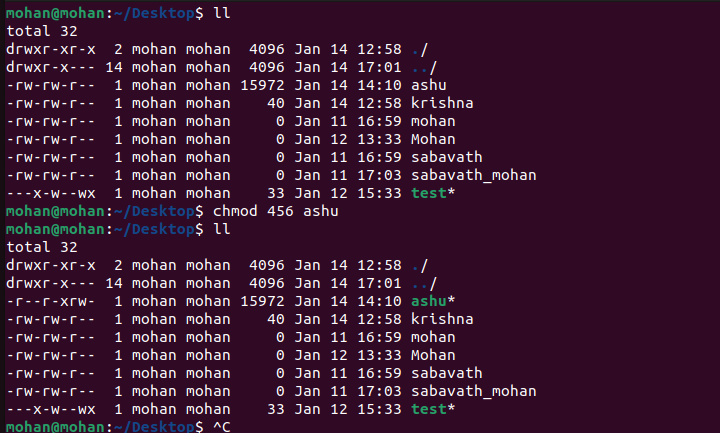 mohan@mohan:~/Desktop$ ll
total 32
drwxr-xr-x  2 mohan mohan  4096 Jan 14 12:58 ./
drwxr-x--- 14 mohan mohan  4096 Jan 14 17:01 ../
-rw-rw-r--  1 mohan mohan 15972 Jan 14 14:10 ashu
-rw-rw-r--  1 mohan mohan    40 Jan 14 12:58 krishna
-rw-rw-r--  1 mohan mohan     0 Jan 11 16:59 mohan
-rw-rw-r--  1 mohan mohan     0 Jan 12 13:33 Mohan
-rw-rw-r--  1 mohan mohan     0 Jan 11 16:59 sabavath
-rw-rw-r--  1 mohan mohan     0 Jan 11 17:03 sabavath_mohan
---x-w--wx  1 mohan mohan    33 Jan 12 15:33 test*
mohan@mohan:~/Desktop$ chmod 456 ashu
mohan@mohan:~/Desktop$ ll
total 32
drwxr-xr-x  2 mohan mohan  4096 Jan 14 12:58 ./
drwxr-x--- 14 mohan mohan  4096 Jan 14 17:01 ../
-r--r-xrw-  1 mohan mohan 15972 Jan 14 14:10 ashu*
-rw-rw-r--  1 mohan mohan    40 Jan 14 12:58 krishna
-rw-rw-r--  1 mohan mohan     0 Jan 11 16:59 mohan
-rw-rw-r--  1 mohan mohan     0 Jan 12 13:33 Mohan
-rw-rw-r--  1 mohan mohan     0 Jan 11 16:59 sabavath
-rw-rw-r--  1 mohan mohan     0 Jan 11 17:03 sabavath_mohan
---x-w--wx  1 mohan mohan    33 Jan 12 15:33 test*
mohan@mohan:~/Desktop$ ^C